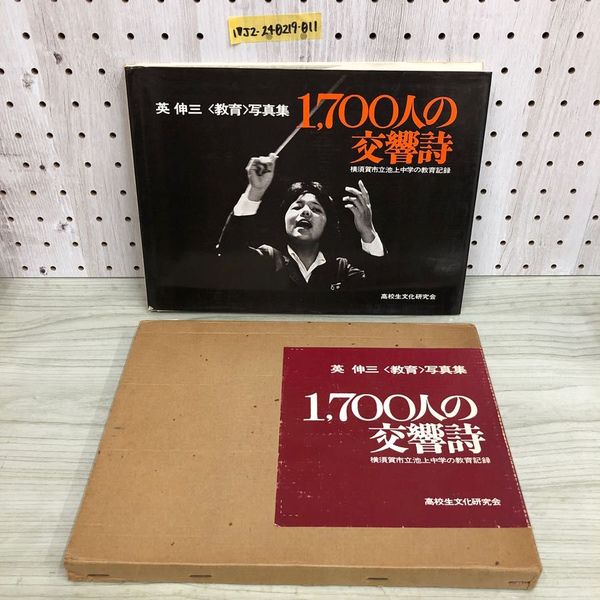 1VJ2-240219-011
英 伸三 〈教育〉写真集
1,700人の
交響詩
横須賀市立池上中学の教育記録
高校生文化研究会
英 伸三 〈教育〉写真集
1,700人の
交響詩
横須賀市立池上中学の教育記録
高校生文化研究会